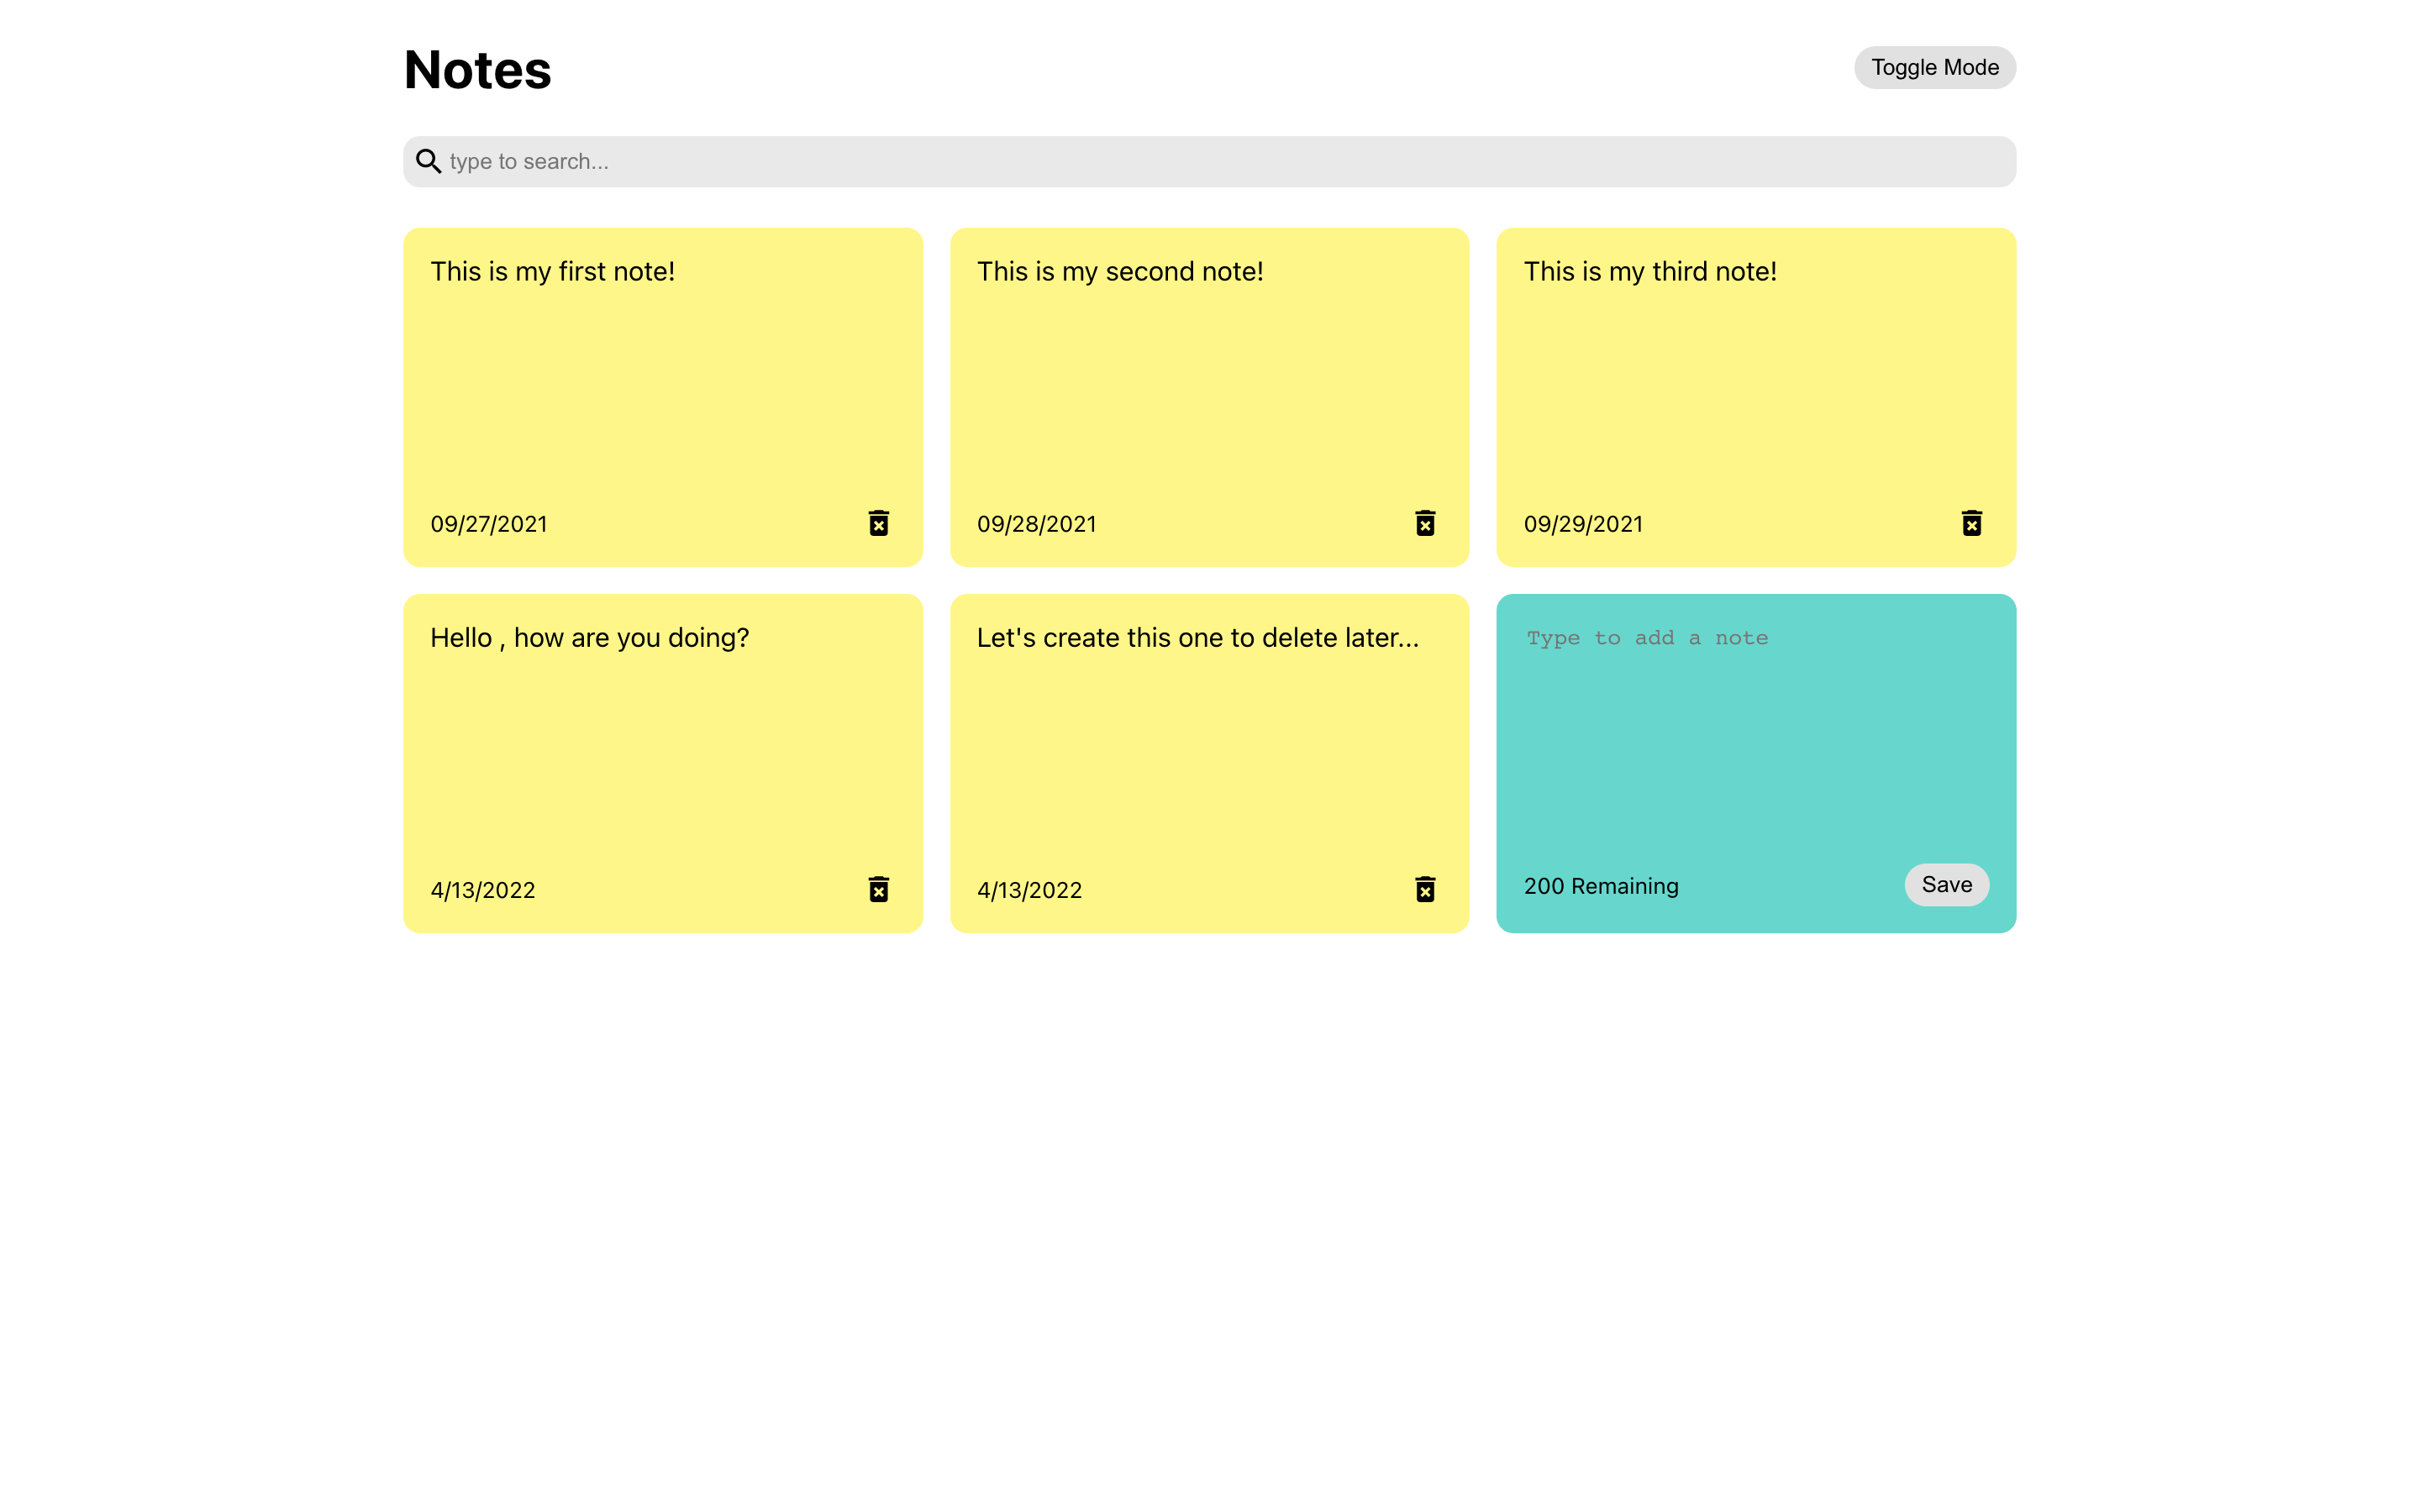 Notes
Toggle Mode
type to search...
This is my first note!
09/27/2021
This is my second note!
09/28/2021
This is my third note!
09/29/2021
Hello , how are you doing?
4/13/2022
Let's create this one to delete later...
4/13/2022
Type to add a note
200 Remaining
Save